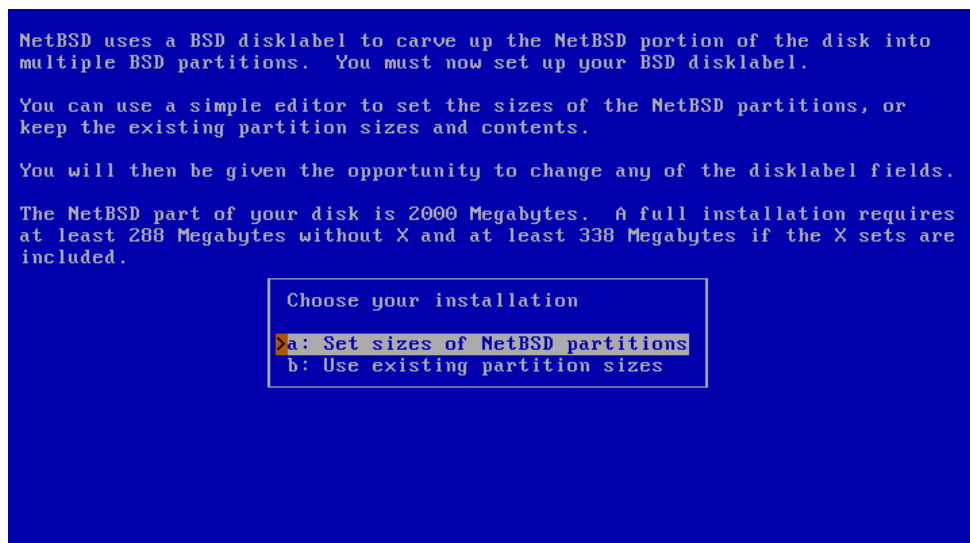 NetBSD uses a BSD disklabel to carve up the NetBSD portion of the disk into
multiple BSD partitions.  You must now set up your BSD disklabel.
You can use a simple editor to set the sizes of the NetBSD partitions, or
keep the existing partition sizes and contents.
You will then be given the opportunity to change any of the disklabel fields.
The NetBSD part of your disk is 2000 Megabytes.  A full installation requires
at least 288 Megabytes without X and at least 338 Megabytes if the X sets are
included.
Choose your installation
>a: Set sizes of NetBSD partitions
b: Use existing partition sizes